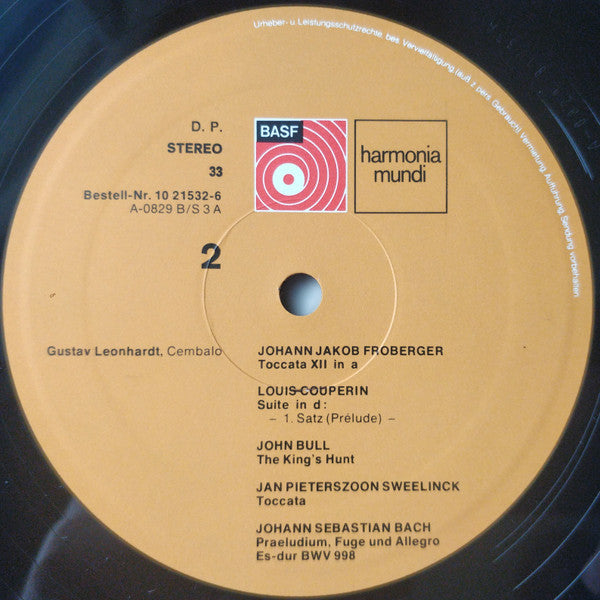 Urheber- u. Leistungsschutzrechte, bes. Vervielfältigung (auch z. pers. Gebrauch), Vermietung, Aufführung, Sendung vorbehalten
D. P.
STEREO
33
Bestell-Nr. 10 21532-6
A-0829 B/S 3 A
BASF
harmonia
mundi
2
Gustav Leonhardt, Cembalo
JOHANN JAKOB FROBERGER
Toccata XII in a
LOUIS COUPERIN
Suite in d:
– 1. Satz (Prélude) –
JOHN BULL
The King's Hunt
JAN PIETERSZOON SWEELINCK
Toccata
JOHANN SEBASTIAN BACH
Praeludium, Fuge und Allegro
Es-dur BWV 998